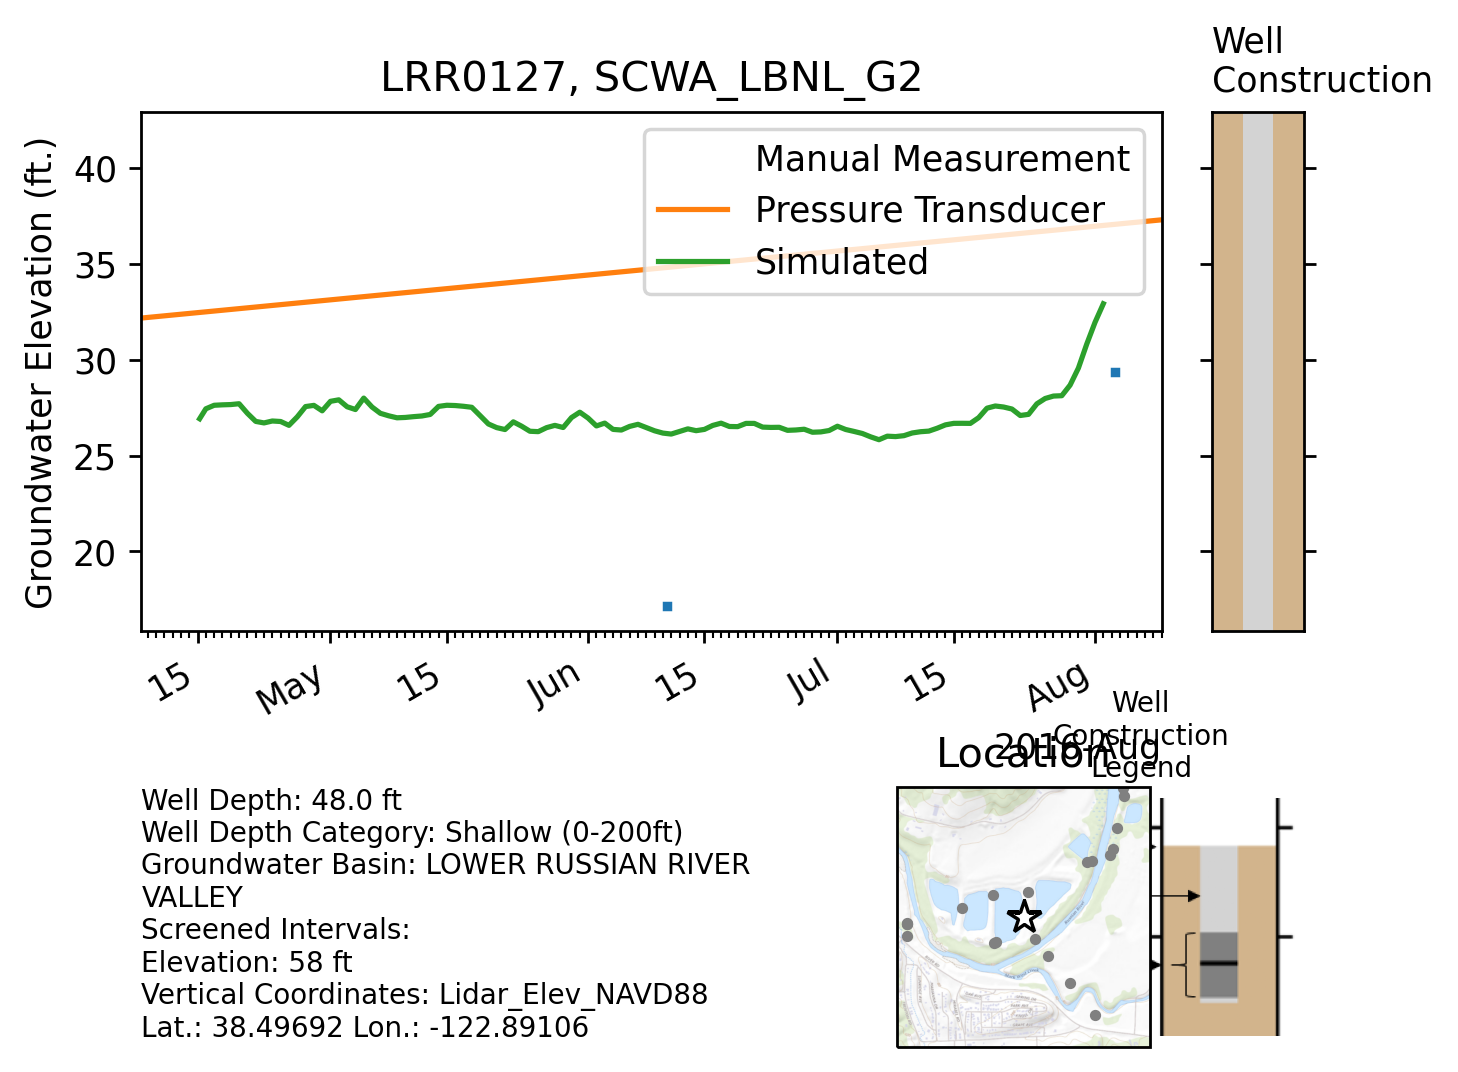 Well
Construction
LRR0127, SCWA_LBNL_G2
Manual Measurement
Pressure Transducer
Simulated
Groundwater Elevation (ft.)
40
35
30
25
20
15
May
15
Jun
15
Jul
15
Aug
2016-Aug
Location
Well
Construction
Legend
Well Depth: 48.0 ft
Well Depth Category: Shallow (0-200ft)
Groundwater Basin: LOWER RUSSIAN RIVER
VALLEY
Screened Intervals:
Elevation: 58 ft
Vertical Coordinates: Lidar_Elev_NAVD88
Lat.: 38.49692 Lon.: -122.89106